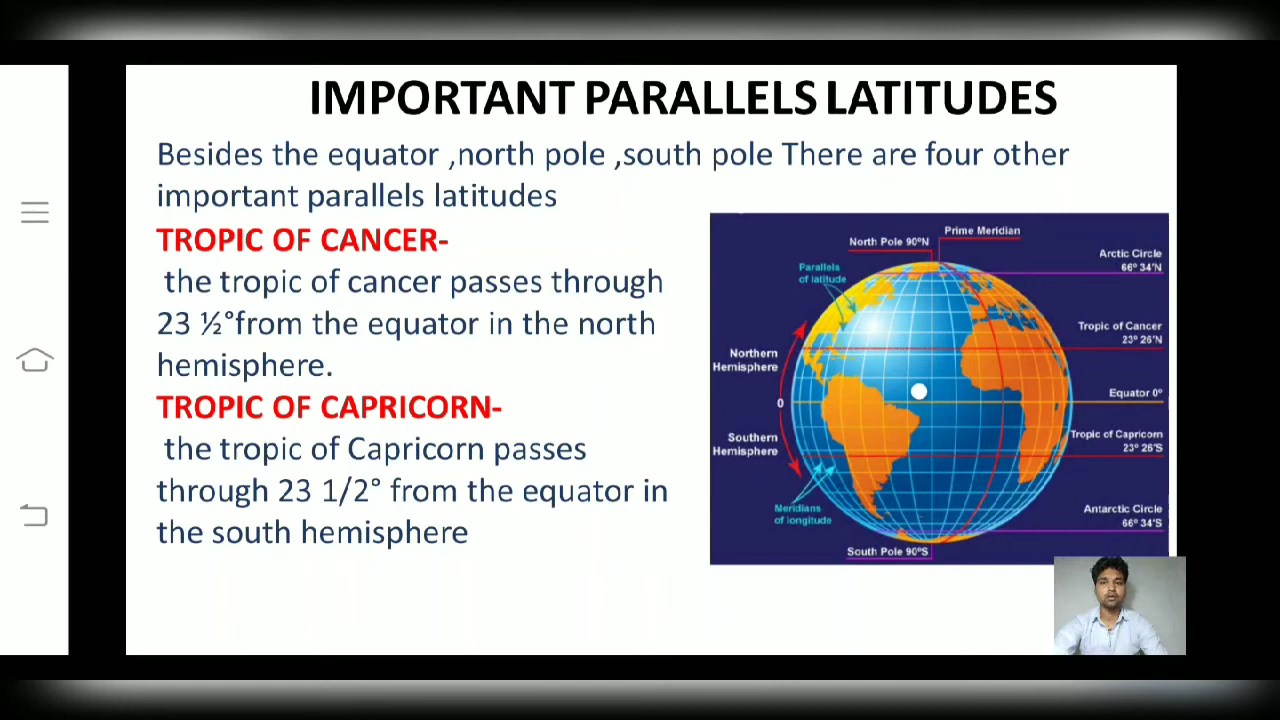 IMPORTANT PARALLELS LATITUDES
Besides the equator ,north pole ,south pole There are four other
important parallels latitudes
TROPIC OF CANCER-
the tropic of cancer passes through
23 ½°from the equator in the north
hemisphere.
TROPIC OF CAPRICORN-
the tropic of Capricorn passes
through 23 1/2° from the equator in
the south hemisphere
Prime Meridian
North Pole 90°N
Arctic Circle
66° 34'N
Parallels
of latitude
Tropic of Cancer
23° 26'N
Northern
Hemisphere
Equator 0°
0
Tropic of Capricorn
23° 26'S
Southern
Hemisphere
Meridians
of longitude
Antarctic Circle
66° 34'S
South Pole 90°S